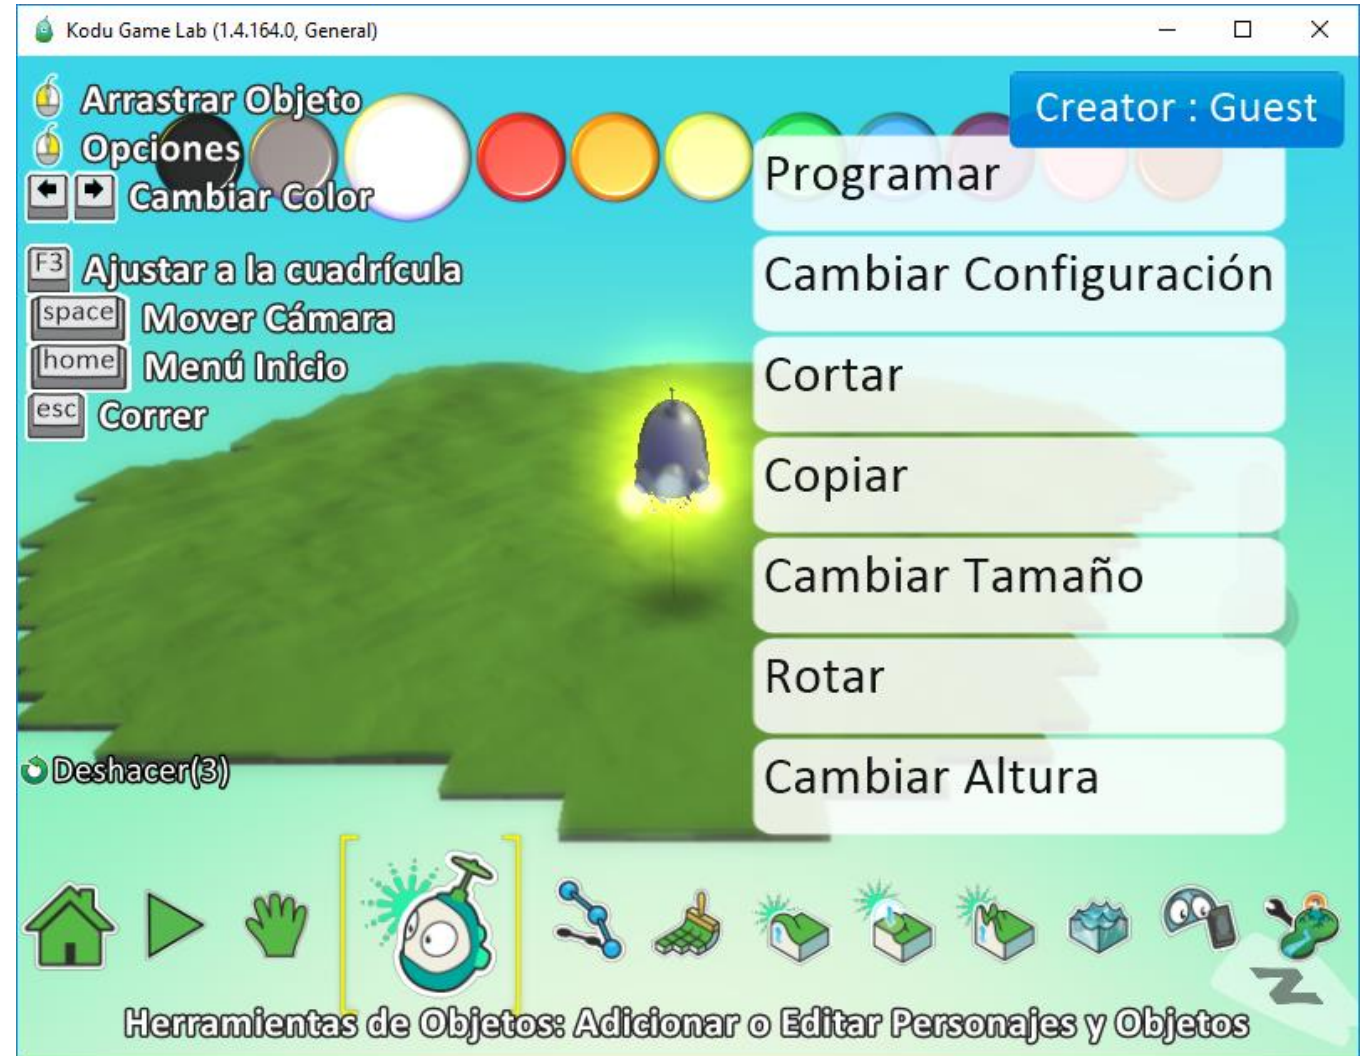 Kodu Game Lab (1.4.164.0, General)
Arrastrar Objeto
Creator : Guest
Opciones
Cambiar Color
F3 Ajustar a la cuadrícula
space Mover Cámara
home Menú Inicio
esc Correr
Programar
Cambiar Configuración
Cortar
Copiar
Cambiar Tamaño
Rotar
Cambiar Altura
Deshacer(3)
Herramientas de Objetos: Adicionar o Editar Personajes y Objetos